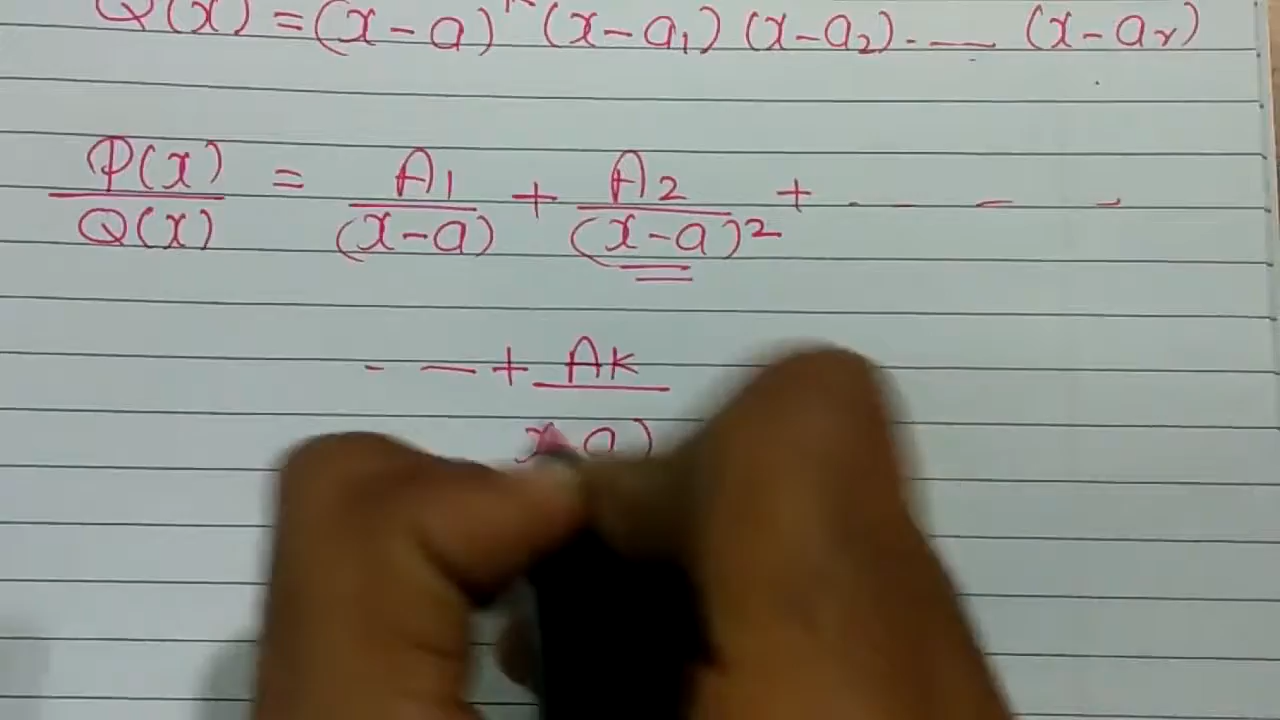 Q(x) = (x-a)ᵏ (x-a₁) (x-a₂) . — (x-aᵣ)
P(x)/Q(x) = A₁/(x-a) + A₂/(x-a)² + . — — -
- — + Aₖ/x-a)